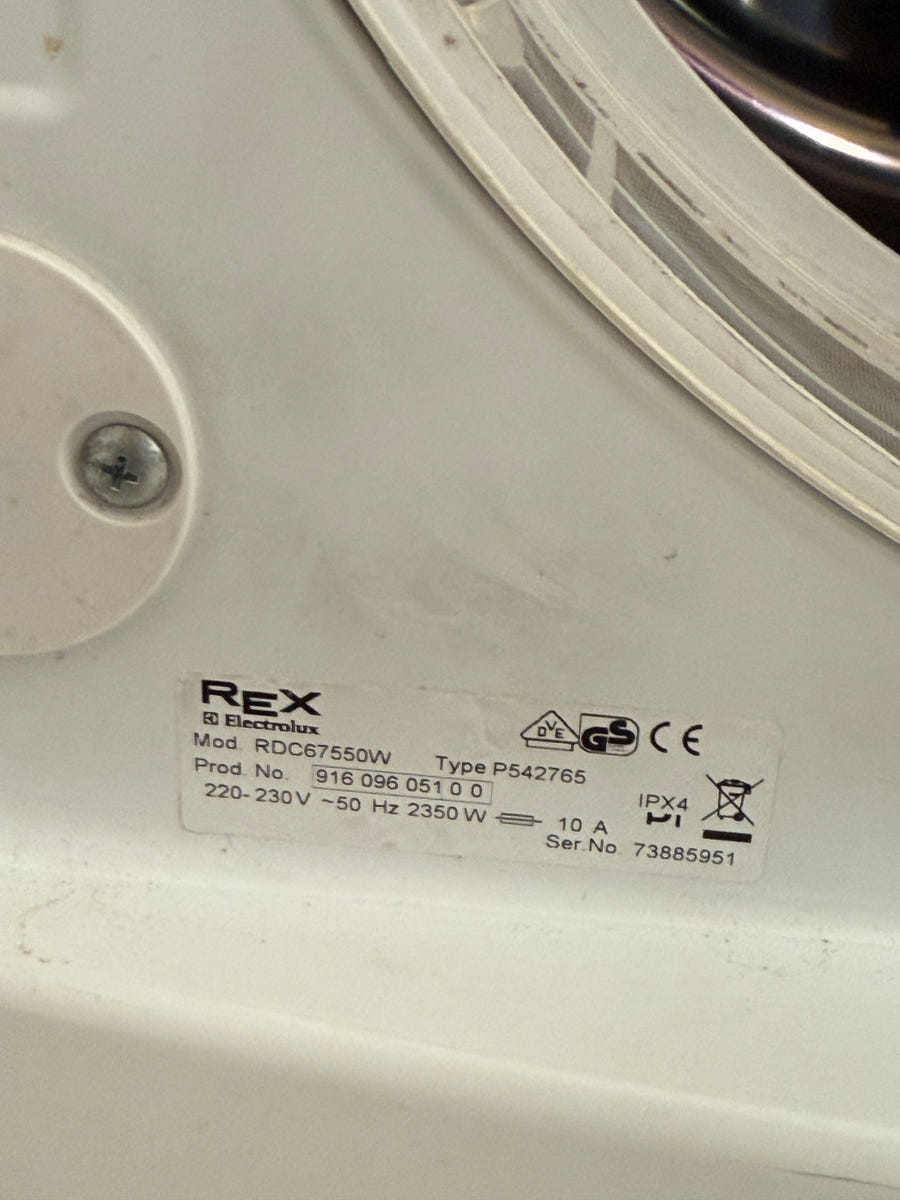 REX
Electrolux
DVE GS CE
Mod. RDC67550W Type P542765
Prod. No. 916 096 051 0 0
220-230V ~50 Hz 2350 W 10 A
IPX4
Ser.No. 73885951